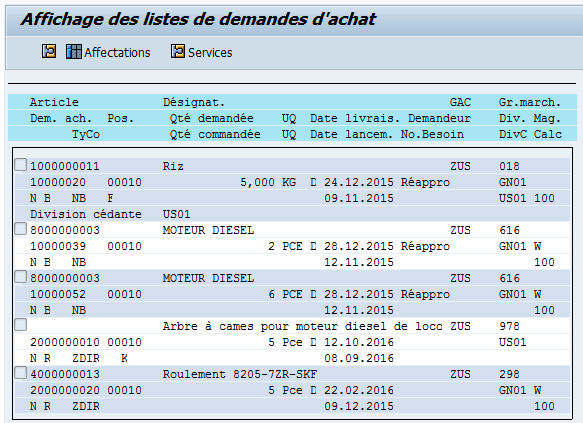 Affichage des listes de demandes d'achat
Affectations Services
Article Désignat. GAC Gr.march.
Dem. ach. Pos. Qté demandée UQ Date livrais. Demandeur Div. Mag.
TyCo Qté commandée UQ Date lancem. No.Besoin DivC Calc
1000000011 Riz ZUS 018
10000020 00010 5,000 KG D 24.12.2015 Réappro GN01
N B NB F 09.11.2015 US01 100
Division cédante US01
8000000003 MOTEUR DIESEL ZUS 616
10000039 00010 2 PCE D 28.12.2015 Réappro GN01 W
N B NB 12.11.2015 100
8000000003 MOTEUR DIESEL ZUS 616
10000052 00010 6 PCE D 28.12.2015 Réappro GN01 W
N B NB 12.11.2015 100
Arbre à cames pour moteur diesel de loco ZUS 978
2000000010 00010 5 Pce D 12.10.2016 US01
N R ZDIR K 08.09.2016
4000000013 Roulement 8205-7ZR-SKF ZUS 298
2000000020 00010 5 Pce D 22.02.2016 GN01 W
N R ZDIR 09.12.2015 100